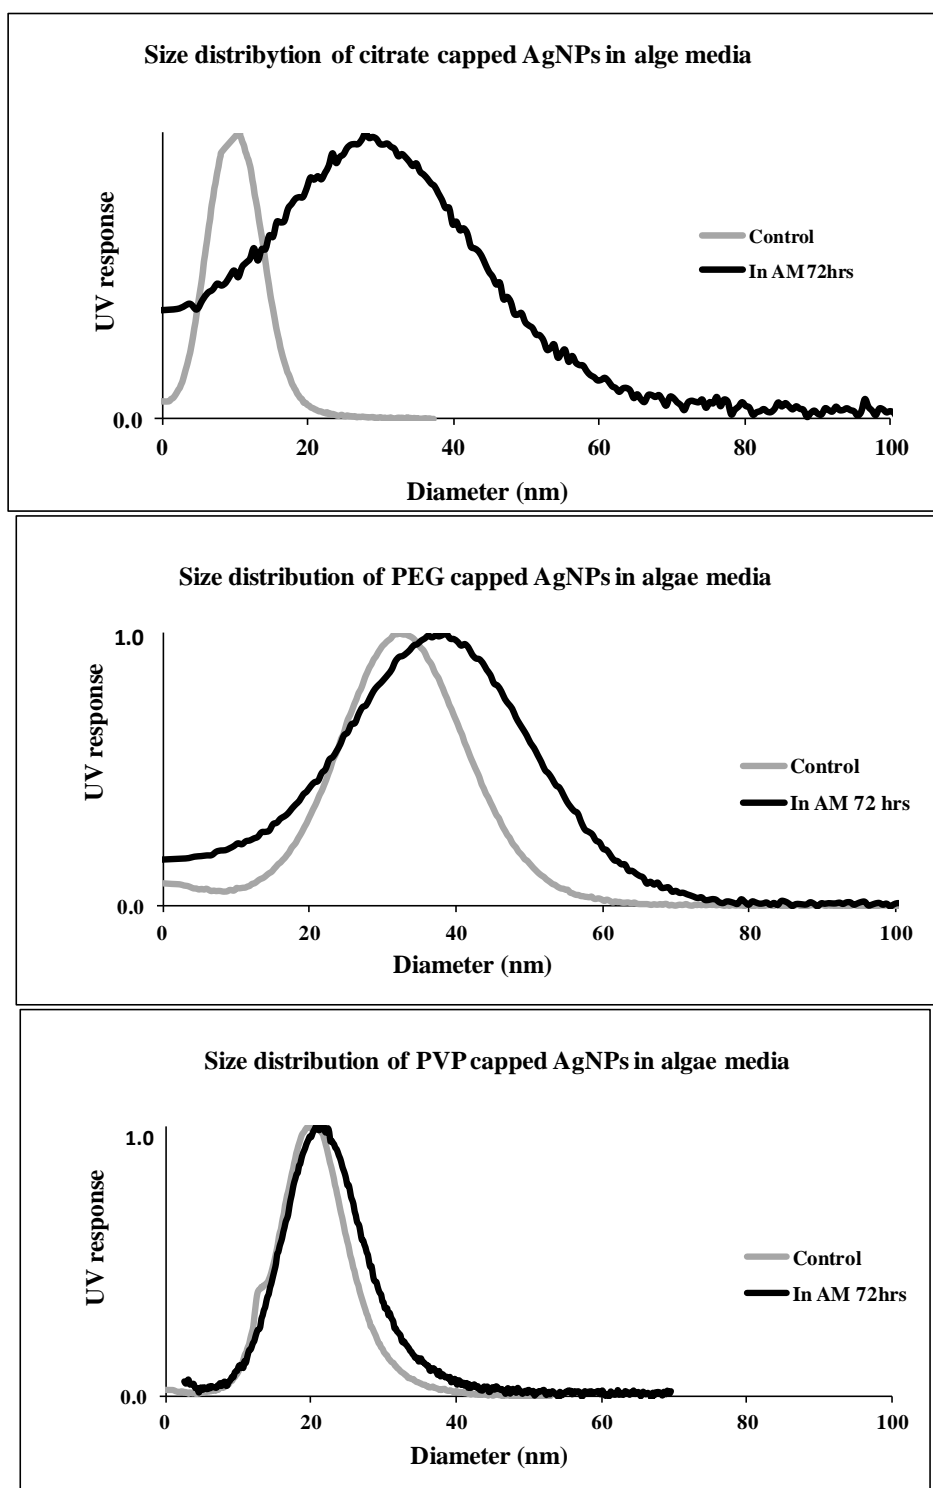 Size distribytion of citrate capped AgNPs in alge media
UV response
Control
In AM 72hrs
0.0
0 20 40 60 80 100
Diameter (nm)
Size distribution of PEG capped AgNPs in algae media
1.0
UV response
Control
In AM 72 hrs
0.0
0 20 40 60 80 100
Diameter (nm)
Size distribution of PVP capped AgNPs in algae media
1.0
UV response
Control
In AM 72hrs
0.0
0 20 40 60 80 100
Diameter (nm)